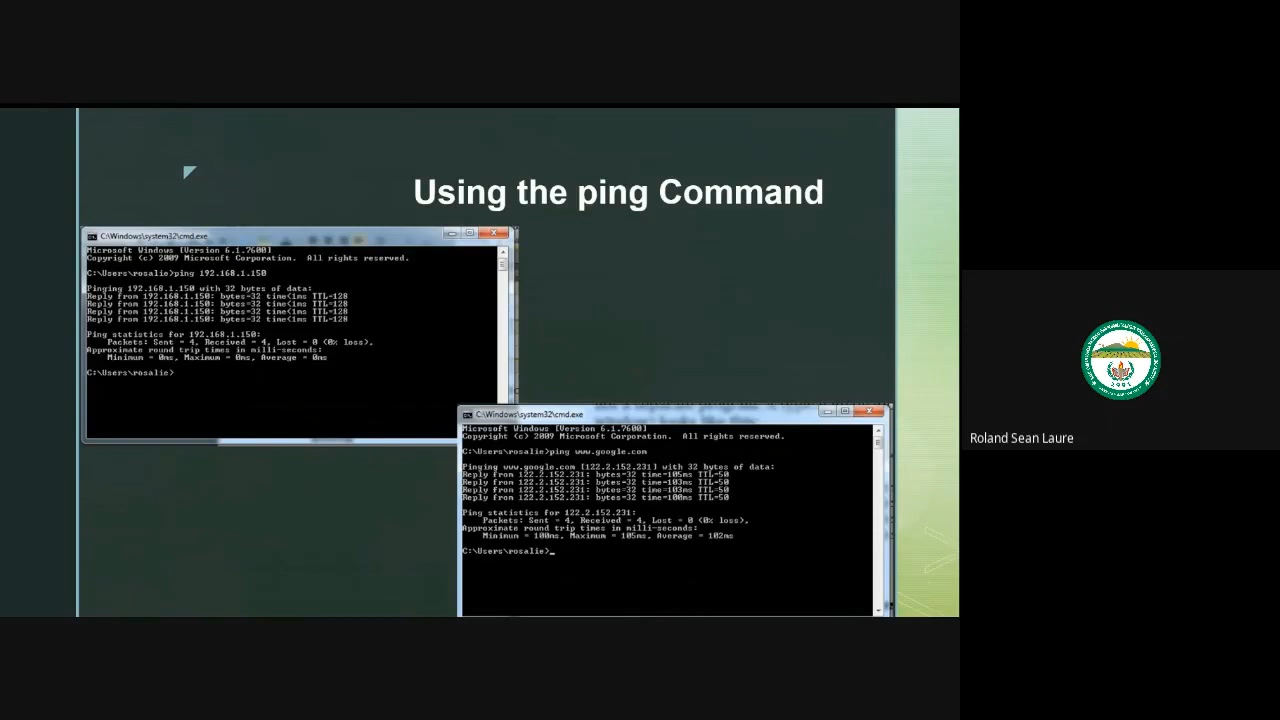 Using the ping Command
C:\Windows\system32\cmd.exe
Microsoft Windows [Version 6.1.7600]
Copyright (c) 2009 Microsoft Corporation.  All rights reserved.
C:\Users\rosalie>ping 192.168.1.150
Pinging 192.168.1.150 with 32 bytes of data:
Reply from 192.168.1.150: bytes=32 time<1ms TTL=128
Reply from 192.168.1.150: bytes=32 time<1ms TTL=128
Reply from 192.168.1.150: bytes=32 time<1ms TTL=128
Reply from 192.168.1.150: bytes=32 time<1ms TTL=128
Ping statistics for 192.168.1.150:
Packets: Sent = 4, Received = 4, Lost = 0 (0% loss),
Approximate round trip times in milli-seconds:
Minimum = 0ms, Maximum = 0ms, Average = 0ms
C:\Users\rosalie>
C:\Windows\system32\cmd.exe
Microsoft Windows [Version 6.1.7600]
Copyright (c) 2009 Microsoft Corporation.  All rights reserved.
C:\Users\rosalie>ping www.google.com
Pinging www.google.com [122.2.152.231] with 32 bytes of data:
Reply from 122.2.152.231: bytes=32 time=105ms TTL=50
Reply from 122.2.152.231: bytes=32 time=103ms TTL=50
Reply from 122.2.152.231: bytes=32 time=103ms TTL=50
Reply from 122.2.152.231: bytes=32 time=100ms TTL=50
Ping statistics for 122.2.152.231:
Packets: Sent = 4, Received = 4, Lost = 0 (0% loss),
Approximate round trip times in milli-seconds:
Minimum = 100ms, Maximum = 105ms, Average = 102ms
C:\Users\rosalie>_
2001
Roland Sean Laure